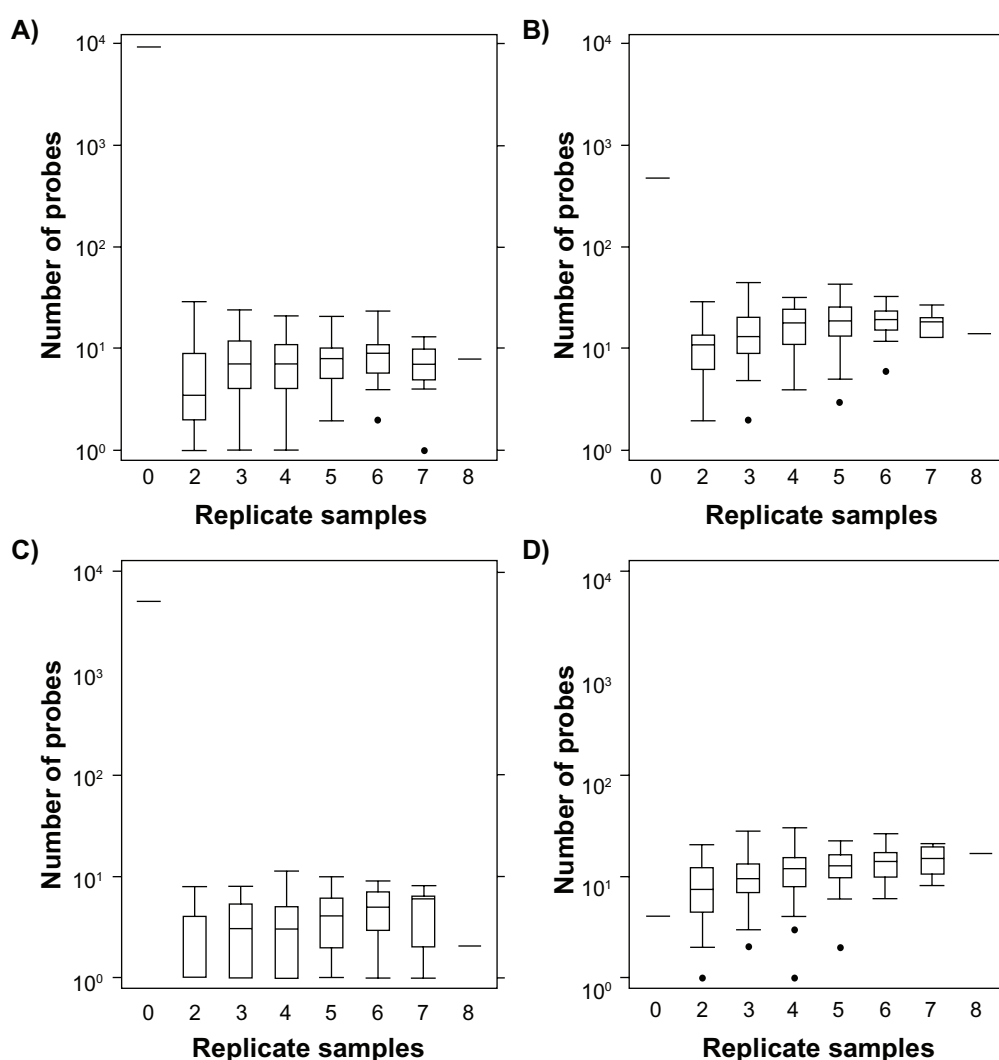 A)
Number of probes
10⁴
10³
10²
10¹
10⁰
0 2 3 4 5 6 7 8
Replicate samples
B)
Number of probes
10⁴
10³
10²
10¹
10⁰
0 2 3 4 5 6 7 8
Replicate samples
C)
Number of probes
10⁴
10³
10²
10¹
10⁰
0 2 3 4 5 6 7 8
Replicate samples
D)
Number of probes
10⁴
10³
10²
10¹
10⁰
0 2 3 4 5 6 7 8
Replicate samples